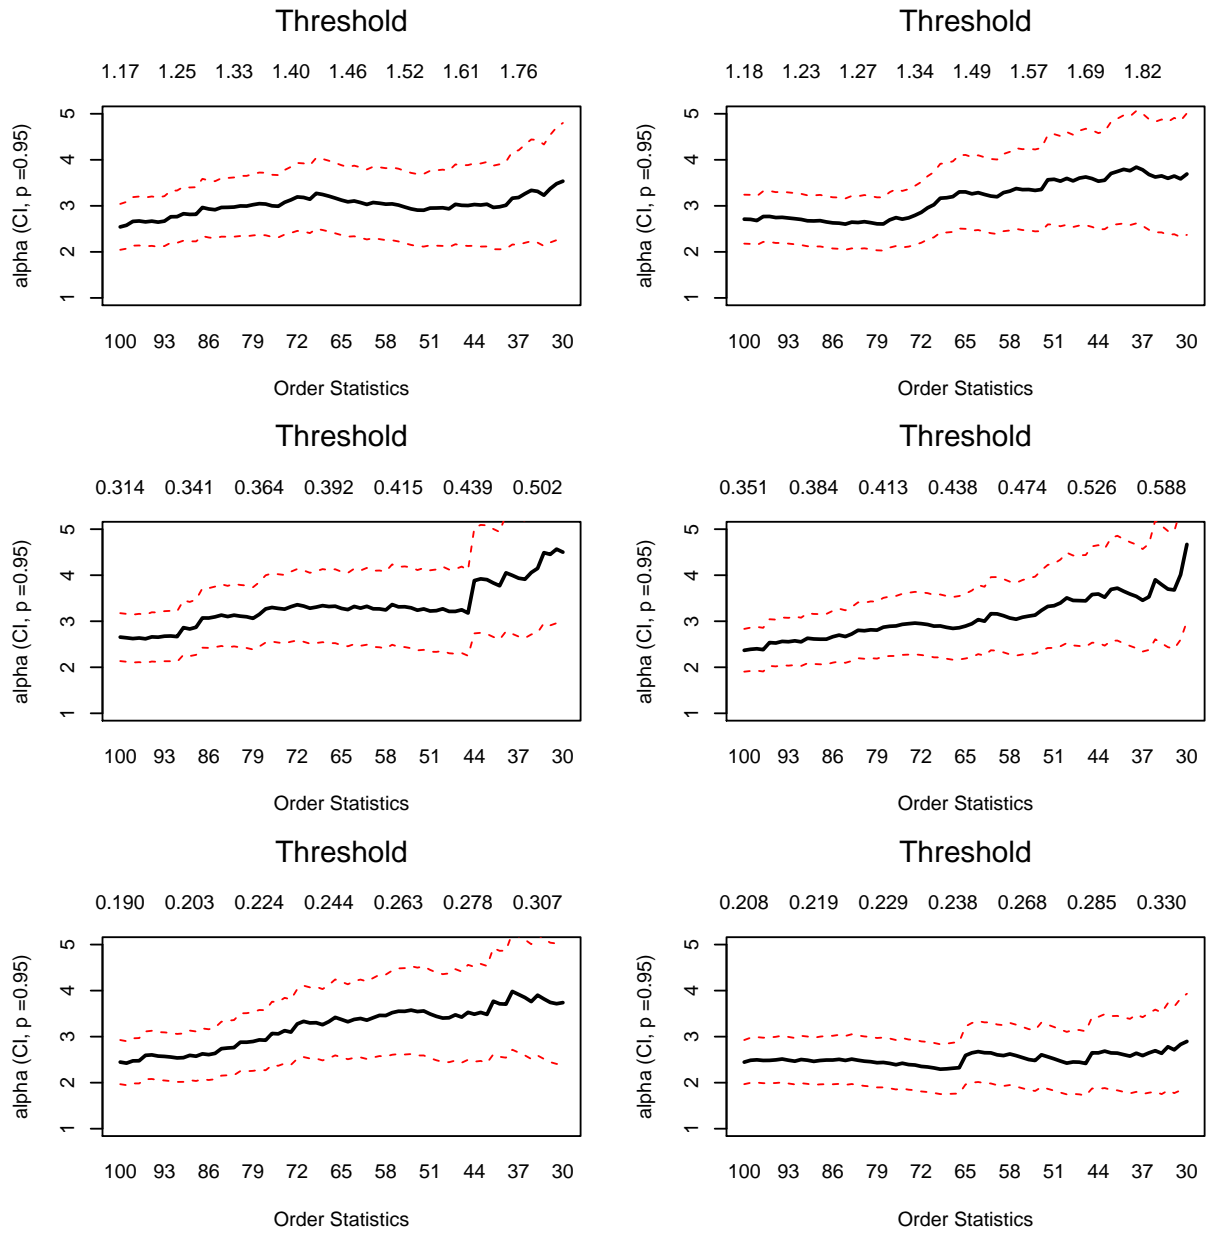 Threshold
1.17 1.25 1.33 1.40 1.46 1.52 1.61 1.76
alpha (CI, p =0.95)
5
4
3
2
1
100 93 86 79 72 65 58 51 44 37 30
Order Statistics
Threshold
1.18 1.23 1.27 1.34 1.49 1.57 1.69 1.82
alpha (CI, p =0.95)
5
4
3
2
1
100 93 86 79 72 65 58 51 44 37 30
Order Statistics
Threshold
0.314 0.341 0.364 0.392 0.415 0.439 0.502
alpha (CI, p =0.95)
5
4
3
2
1
100 93 86 79 72 65 58 51 44 37 30
Order Statistics
Threshold
0.351 0.384 0.413 0.438 0.474 0.526 0.588
alpha (CI, p =0.95)
5
4
3
2
1
100 93 86 79 72 65 58 51 44 37 30
Order Statistics
Threshold
0.190 0.203 0.224 0.244 0.263 0.278 0.307
alpha (CI, p =0.95)
5
4
3
2
1
100 93 86 79 72 65 58 51 44 37 30
Order Statistics
Threshold
0.208 0.219 0.229 0.238 0.268 0.285 0.330
alpha (CI, p =0.95)
5
4
3
2
1
100 93 86 79 72 65 58 51 44 37 30
Order Statistics